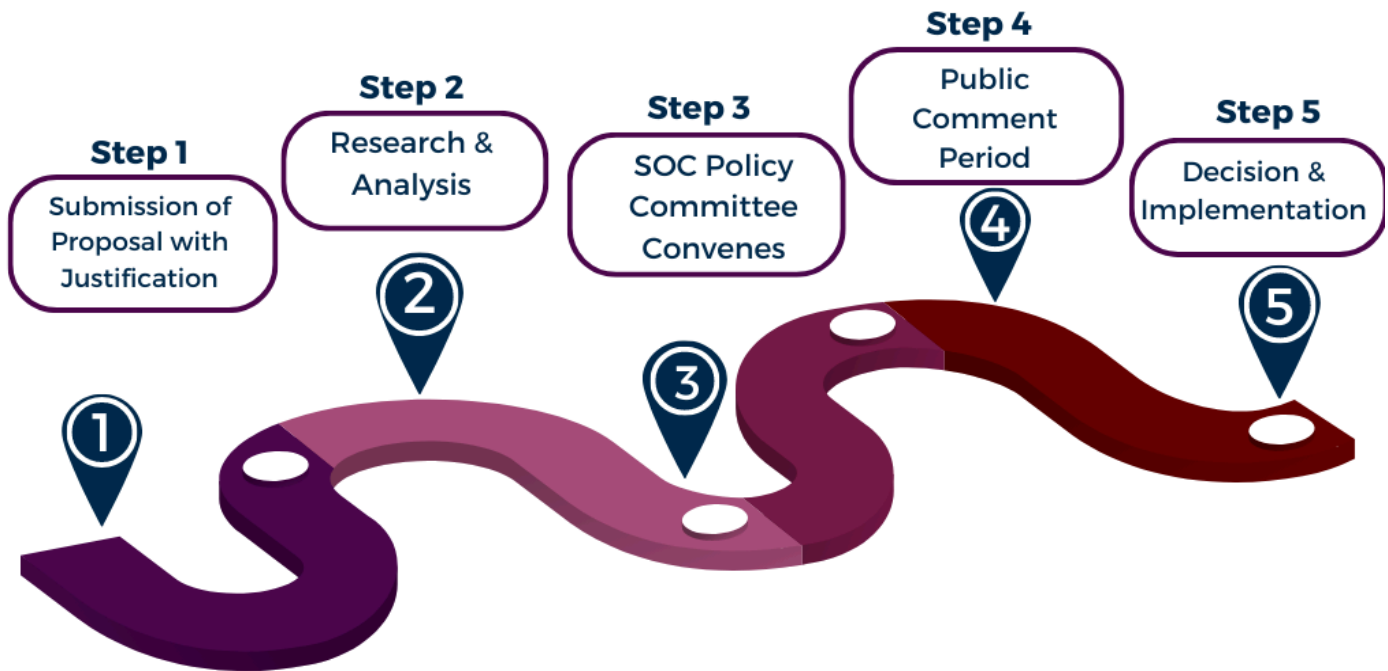 Step 1
Submission of
Proposal with
Justification
1
Step 2
Research &
Analysis
2
Step 3
SOC Policy
Committee
Convenes
3
Step 4
Public
Comment
Period
4
Step 5
Decision &
Implementation
5